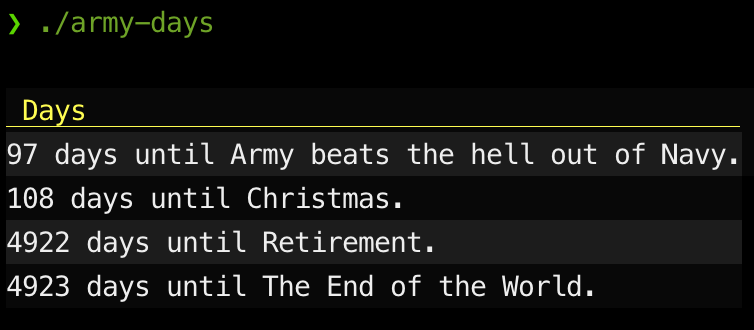 ❯ ./army-days
Days
97 days until Army beats the hell out of Navy.
108 days until Christmas.
4922 days until Retirement.
4923 days until The End of the World.